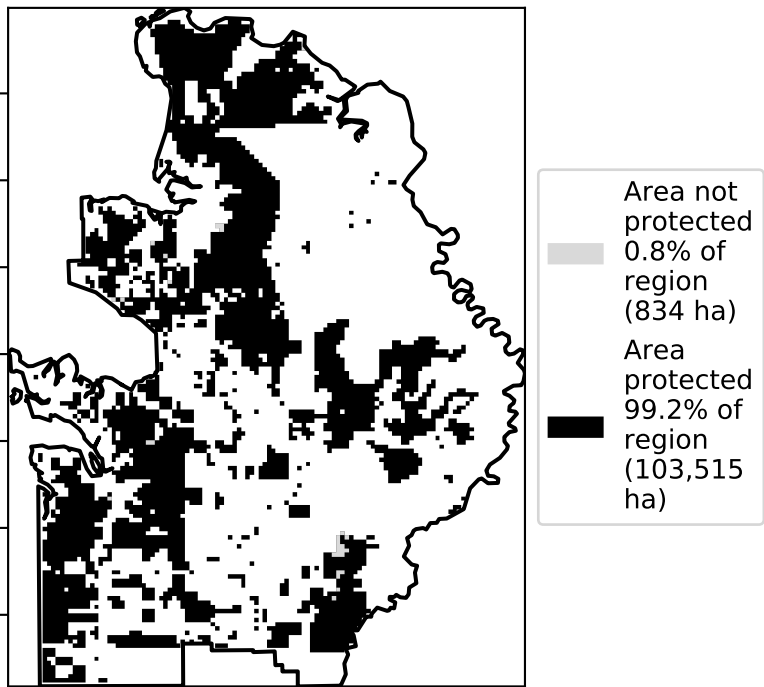 Area not
protected
0.8% of
region
(834 ha)
Area
protected
99.2% of
region
(103,515
ha)